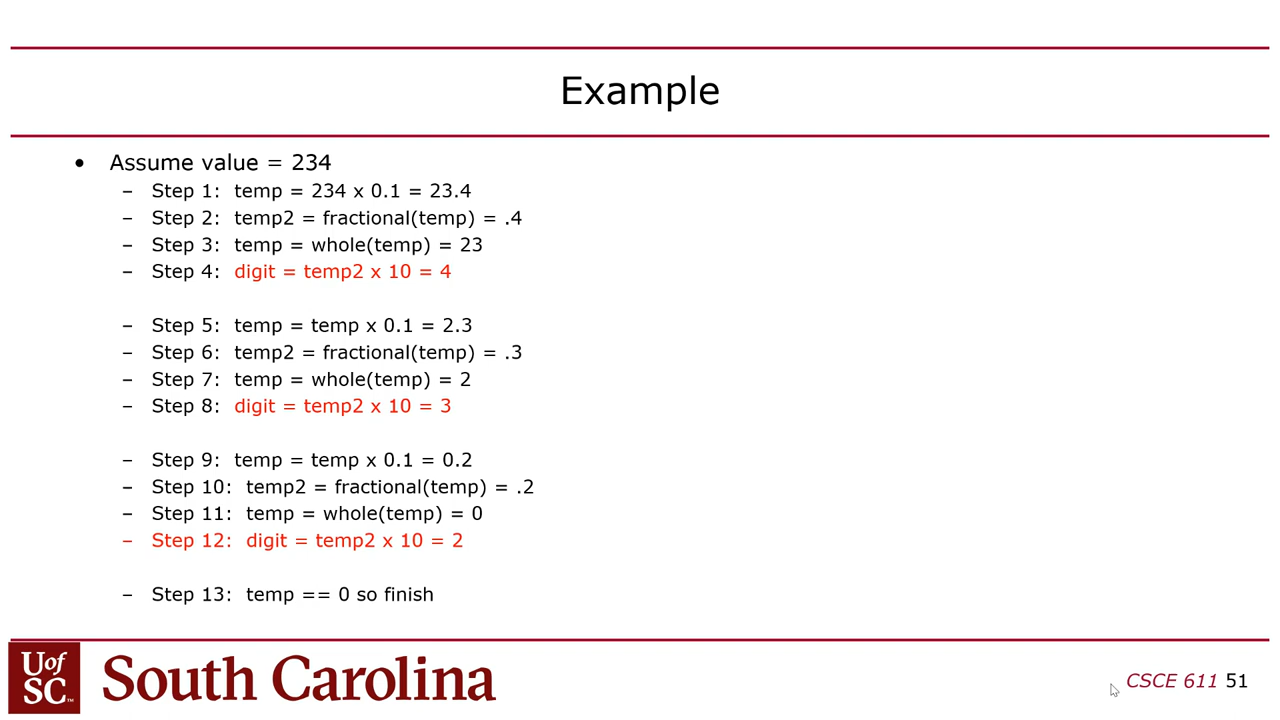 Example
• Assume value = 234
– Step 1: temp = 234 x 0.1 = 23.4
– Step 2: temp2 = fractional(temp) = .4
– Step 3: temp = whole(temp) = 23
– Step 4: digit = temp2 x 10 = 4
– Step 5: temp = temp x 0.1 = 2.3
– Step 6: temp2 = fractional(temp) = .3
– Step 7: temp = whole(temp) = 2
– Step 8: digit = temp2 x 10 = 3
– Step 9: temp = temp x 0.1 = 0.2
– Step 10: temp2 = fractional(temp) = .2
– Step 11: temp = whole(temp) = 0
– Step 12: digit = temp2 x 10 = 2
– Step 13: temp == 0 so finish
U of
SC™
South Carolina
CSCE 611 51